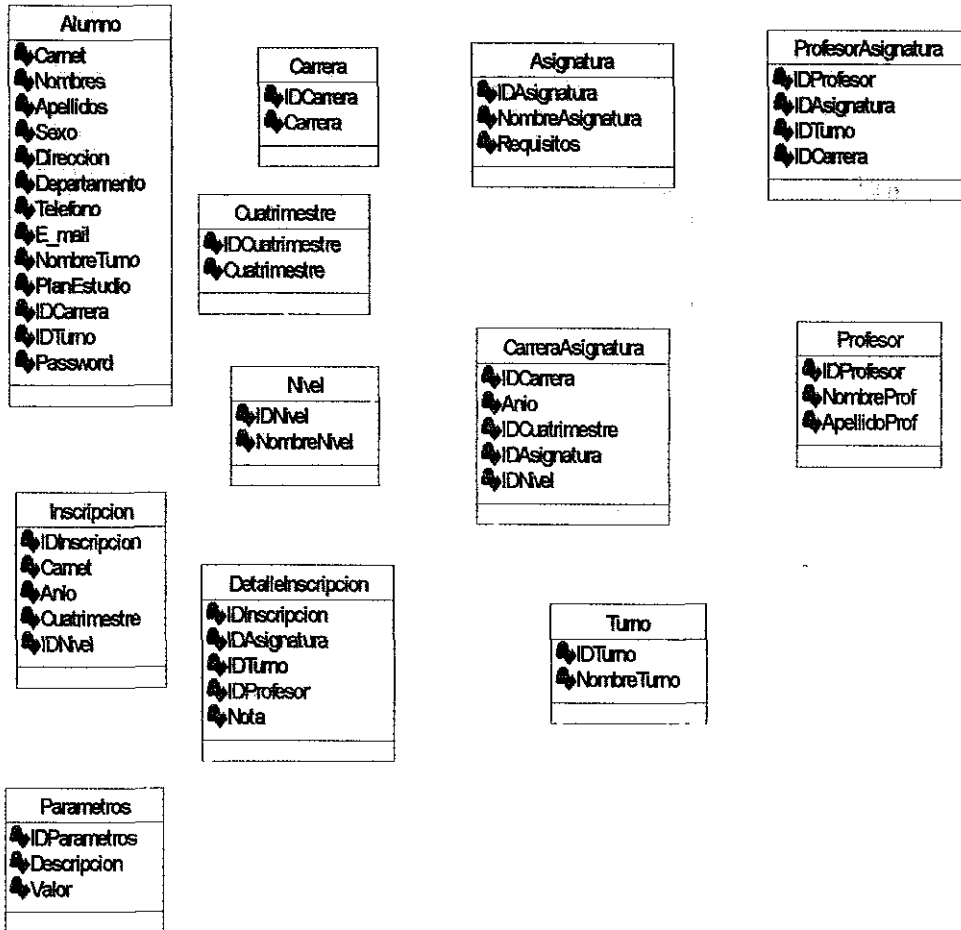 Alumno
Carnet
Nombres
Apellidos
Sexo
Direccion
Departamento
Telefono
E_mail
NombreTurno
PlanEstudio
IDCarrera
IDTurno
Password
Carrera
IDCarrera
Carrera
Asignatura
IDAsignatura
NombreAsignatura
Requisitos
ProfesorAsignatura
IDProfesor
IDAsignatura
IDTurno
IDCarrera
Cuatrimestre
IDCuatrimestre
Cuatrimestre
Nivel
IDNivel
NombreNivel
CarreraAsignatura
IDCarrera
Anio
IDCuatrimestre
IDAsignatura
IDNivel
Profesor
IDProfesor
NombreProf
ApellidoProf
Inscripcion
IDInscripcion
Carnet
Anio
Cuatrimestre
IDNivel
DetalleInscripcion
IDInscripcion
IDAsignatura
IDTurno
IDProfesor
Nota
Turno
IDTurno
NombreTurno
Parametros
IDParametros
Descripcion
Valor